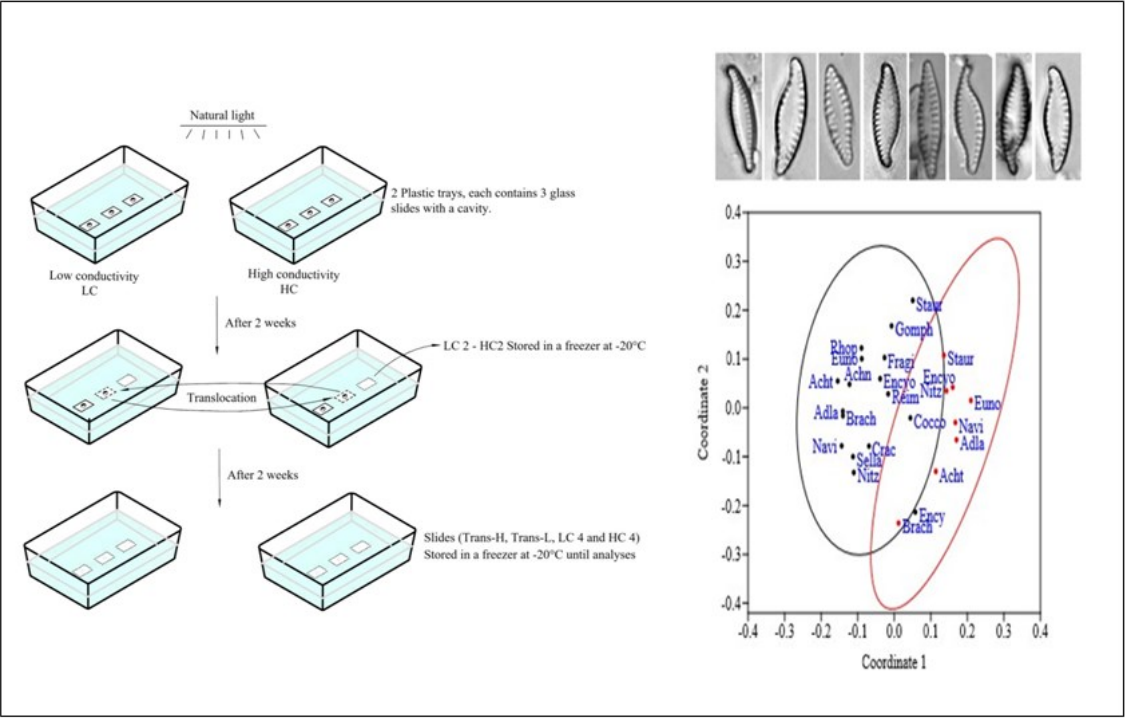 Natural light
2 Plastic trays, each contains 3 glass
slides with a cavity.
Low conductivity
LC
High conductivity
HC
After 2 weeks
LC 2 - HC2 Stored in a freezer at -20°C
Translocation
After 2 weeks
Slides (Trans-H, Trans-L, LC 4 and HC 4)
Stored in a freezer at -20°C until analyses
0.4
0.3
0.2
0.1
0.0
-0.1
-0.2
-0.3
-0.4
Coordinate 2
Staur
Gomph
Rhop
Euno
Fragi
Staur
Achn
Acht
Encyo
Encyo
Nitz
Reim
Euno
Adla
Brach
Cocco
Navi
Adla
Navi
Crac
Sella
Nitz
Acht
Ency
Brach
-0.4 -0.3 -0.2 -0.1 0.0 0.1 0.2 0.3 0.4
Coordinate 1